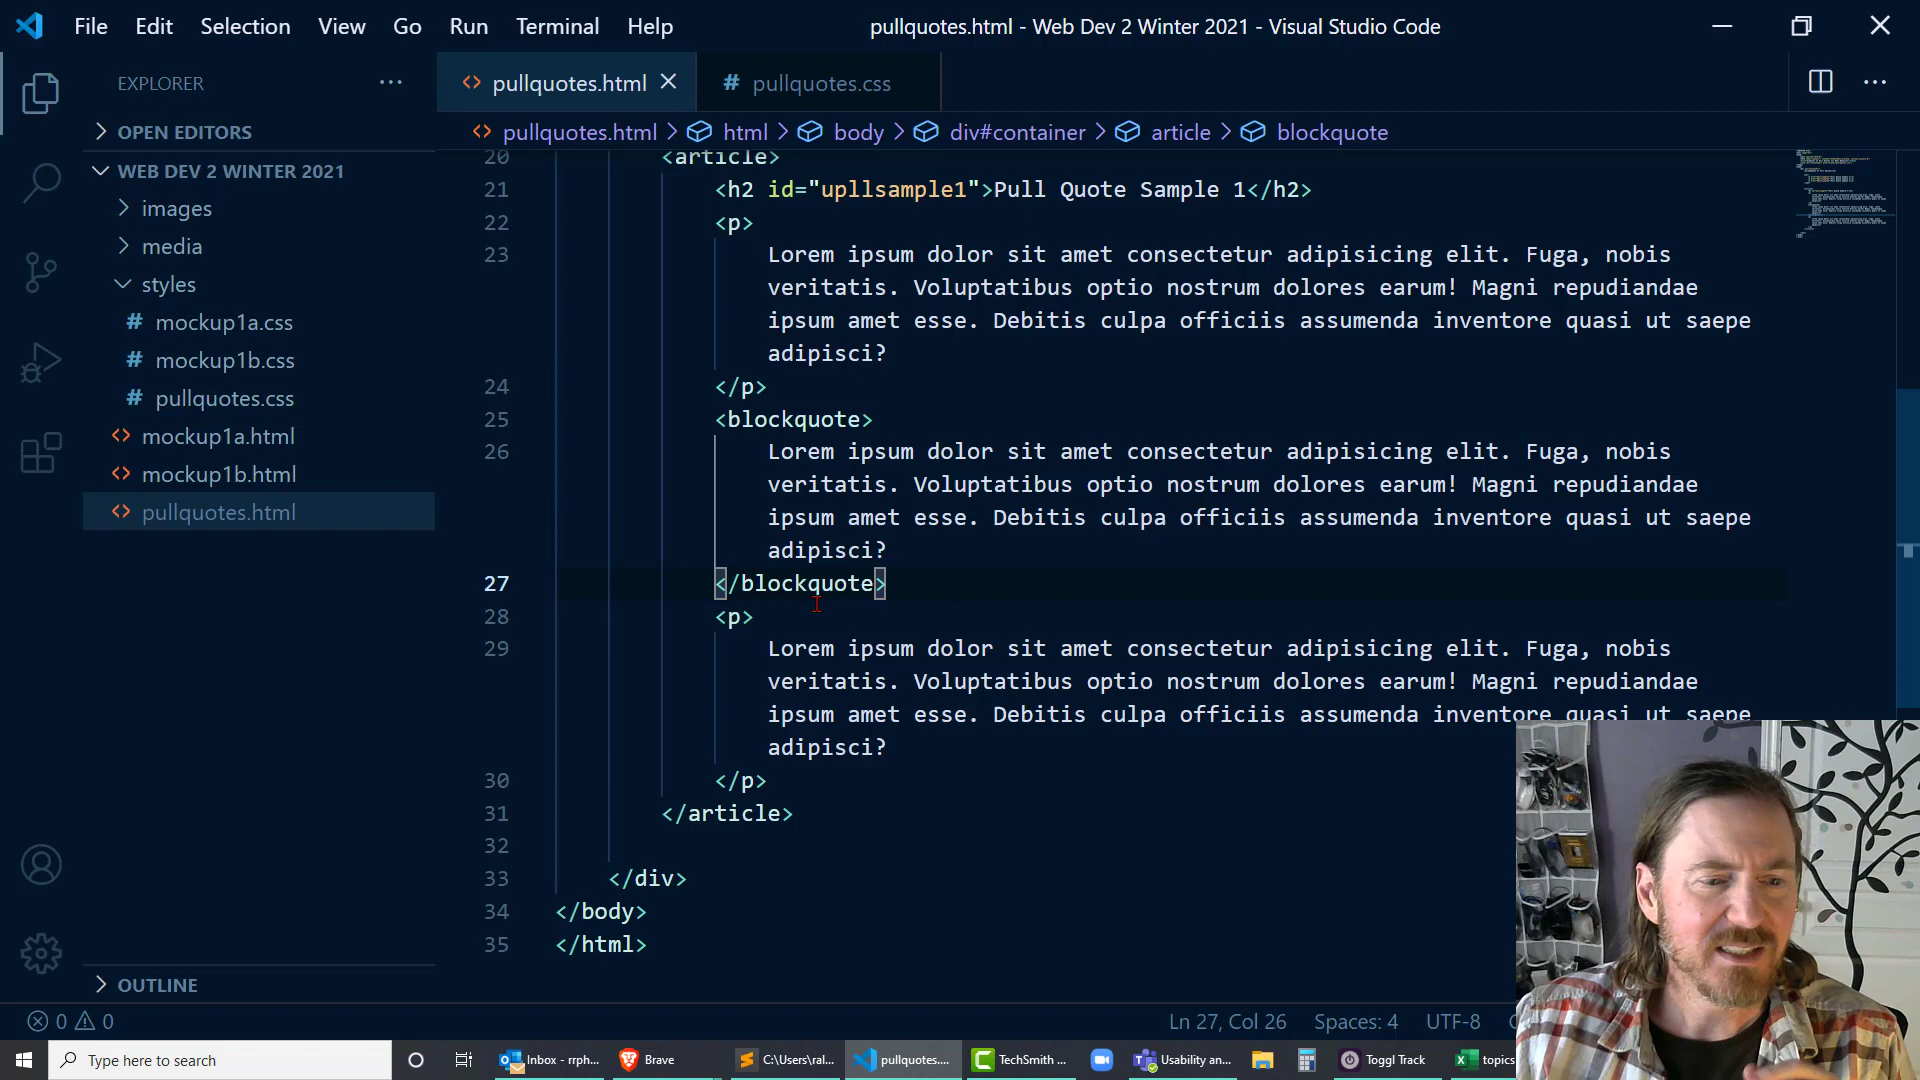 File Edit Selection View Go Run Terminal Help pullquotes.html - Web Dev 2 Winter 2021 - Visual Studio Code
EXPLORER ··· <> pullquotes.html × # pullquotes.css ···
OPEN EDITORS
WEB DEV 2 WINTER 2021
images
media
styles
# mockup1a.css
# mockup1b.css
# pullquotes.css
<> mockup1a.html
<> mockup1b.html
<> pullquotes.html
OUTLINE
<> pullquotes.html > html > body > div#container > article > blockquote
20 <article>
21 <h2 id="upllsample1">Pull Quote Sample 1</h2>
22 <p>
23 Lorem ipsum dolor sit amet consectetur adipisicing elit. Fuga, nobis
veritatis. Voluptatibus optio nostrum dolores earum! Magni repudiandae
ipsum amet esse. Debitis culpa officiis assumenda inventore quasi ut saepe
adipisci?
24 </p>
25 <blockquote>
26 Lorem ipsum dolor sit amet consectetur adipisicing elit. Fuga, nobis
veritatis. Voluptatibus optio nostrum dolores earum! Magni repudiandae
ipsum amet esse. Debitis culpa officiis assumenda inventore quasi ut saepe
adipisci?
27 </blockquote>
28 <p>
29 Lorem ipsum dolor sit amet consectetur adipisicing elit. Fuga, nobis
veritatis. Voluptatibus optio nostrum dolores earum! Magni repudiandae
ipsum amet esse. Debitis culpa officiis assumenda inventore quasi ut saepe
adipisci?
30 </p>
31 </article>
32
33 </div>
34 </body>
35 </html>
0 0 Ln 27, Col 26 Spaces: 4 UTF-8
Type here to search Inbox - rrph... Brave C:\Users\ral... pullquotes.... TechSmith ... Usability an... Toggl Track topics